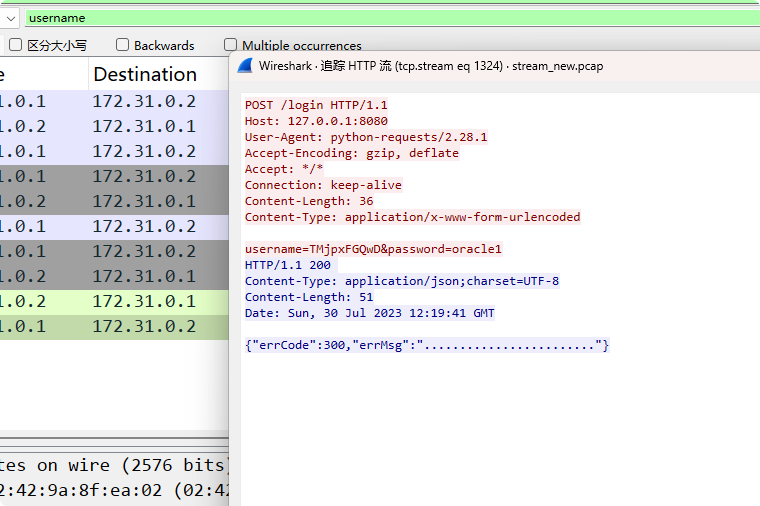 username
区分大小写 Backwards Multiple occurrences
Wireshark · 追踪 HTTP 流 (tcp.stream eq 1324) · stream_new.pcap
e Destination
1.0.1 172.31.0.2
1.0.2 172.31.0.1
1.0.1 172.31.0.2
1.0.1 172.31.0.2
1.0.2 172.31.0.1
1.0.1 172.31.0.2
1.0.1 172.31.0.2
1.0.2 172.31.0.1
1.0.2 172.31.0.1
1.0.1 172.31.0.2
tes on wire (2576 bits)
2:42:9a:8f:ea:02 (02:42
POST /login HTTP/1.1
Host: 127.0.0.1:8080
User-Agent: python-requests/2.28.1
Accept-Encoding: gzip, deflate
Accept: */*
Connection: keep-alive
Content-Length: 36
Content-Type: application/x-www-form-urlencoded
username=TMjpxFGQwD&password=oracle1
HTTP/1.1 200
Content-Type: application/json;charset=UTF-8
Content-Length: 51
Date: Sun, 30 Jul 2023 12:19:41 GMT
{"errCode":300,"errMsg":"........................"}